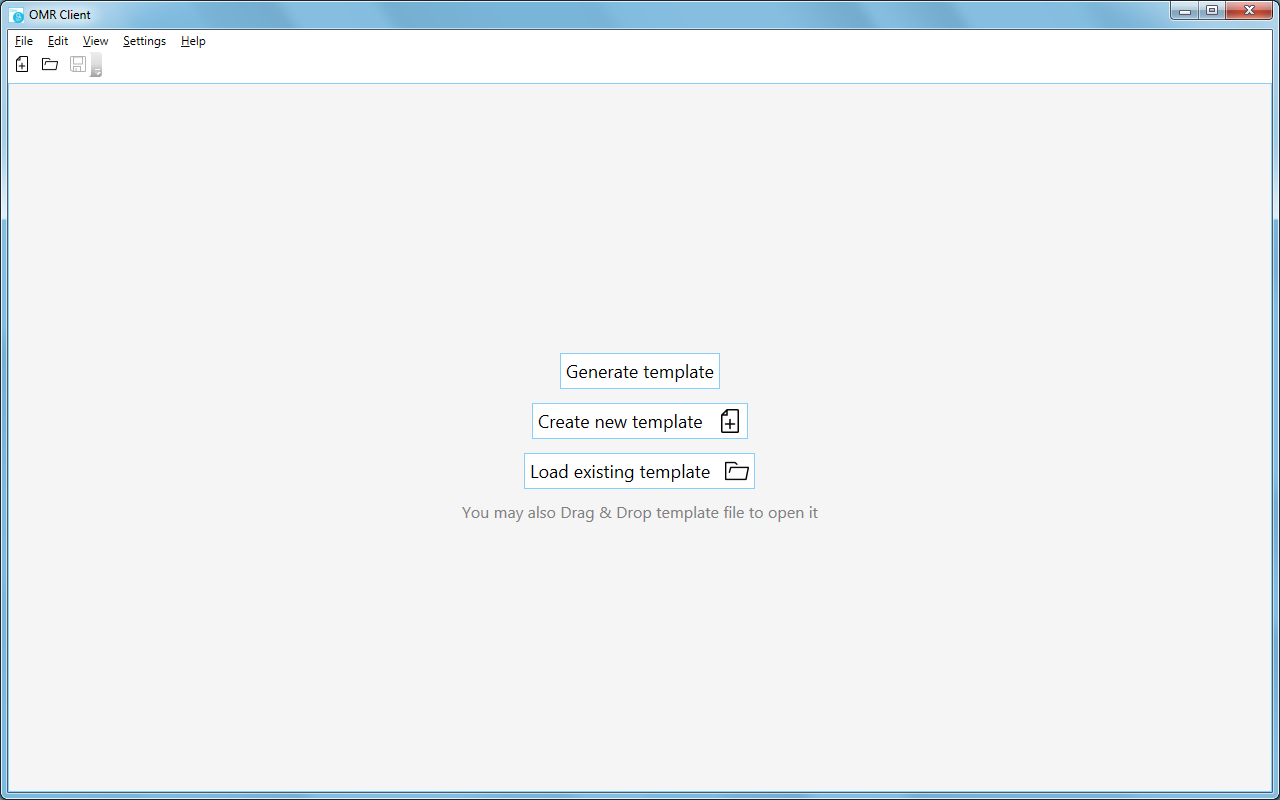 OMR Client
File Edit View Settings Help
Generate template
Create new template
Load existing template
You may also Drag & Drop template file to open it